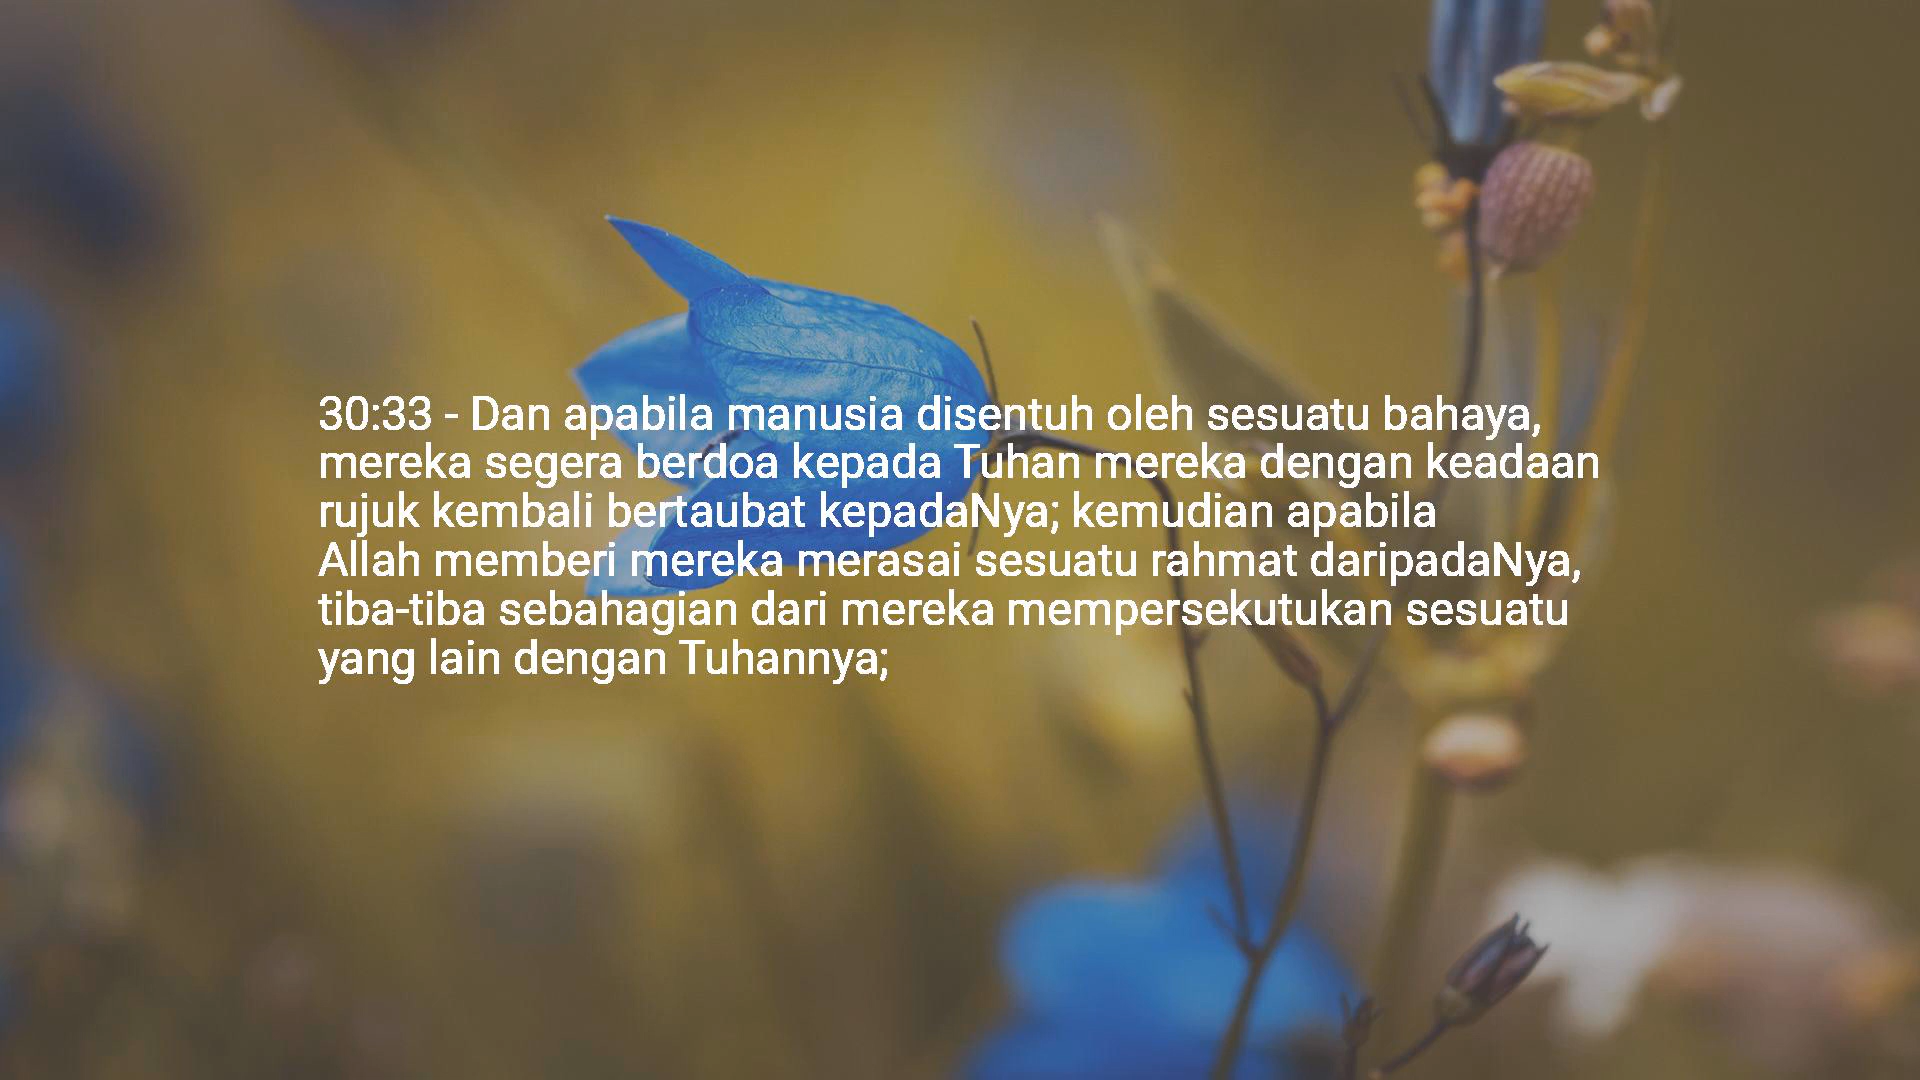 30:33 - Dan apabila manusia disentuh oleh sesuatu bahaya,
mereka segera berdoa kepada Tuhan mereka dengan keadaan
rujuk kembali bertaubat kepadaNya; kemudian apabila
Allah memberi mereka merasai sesuatu rahmat daripadaNya,
tiba-tiba sebahagian dari mereka mempersekutukan sesuatu
yang lain dengan Tuhannya;